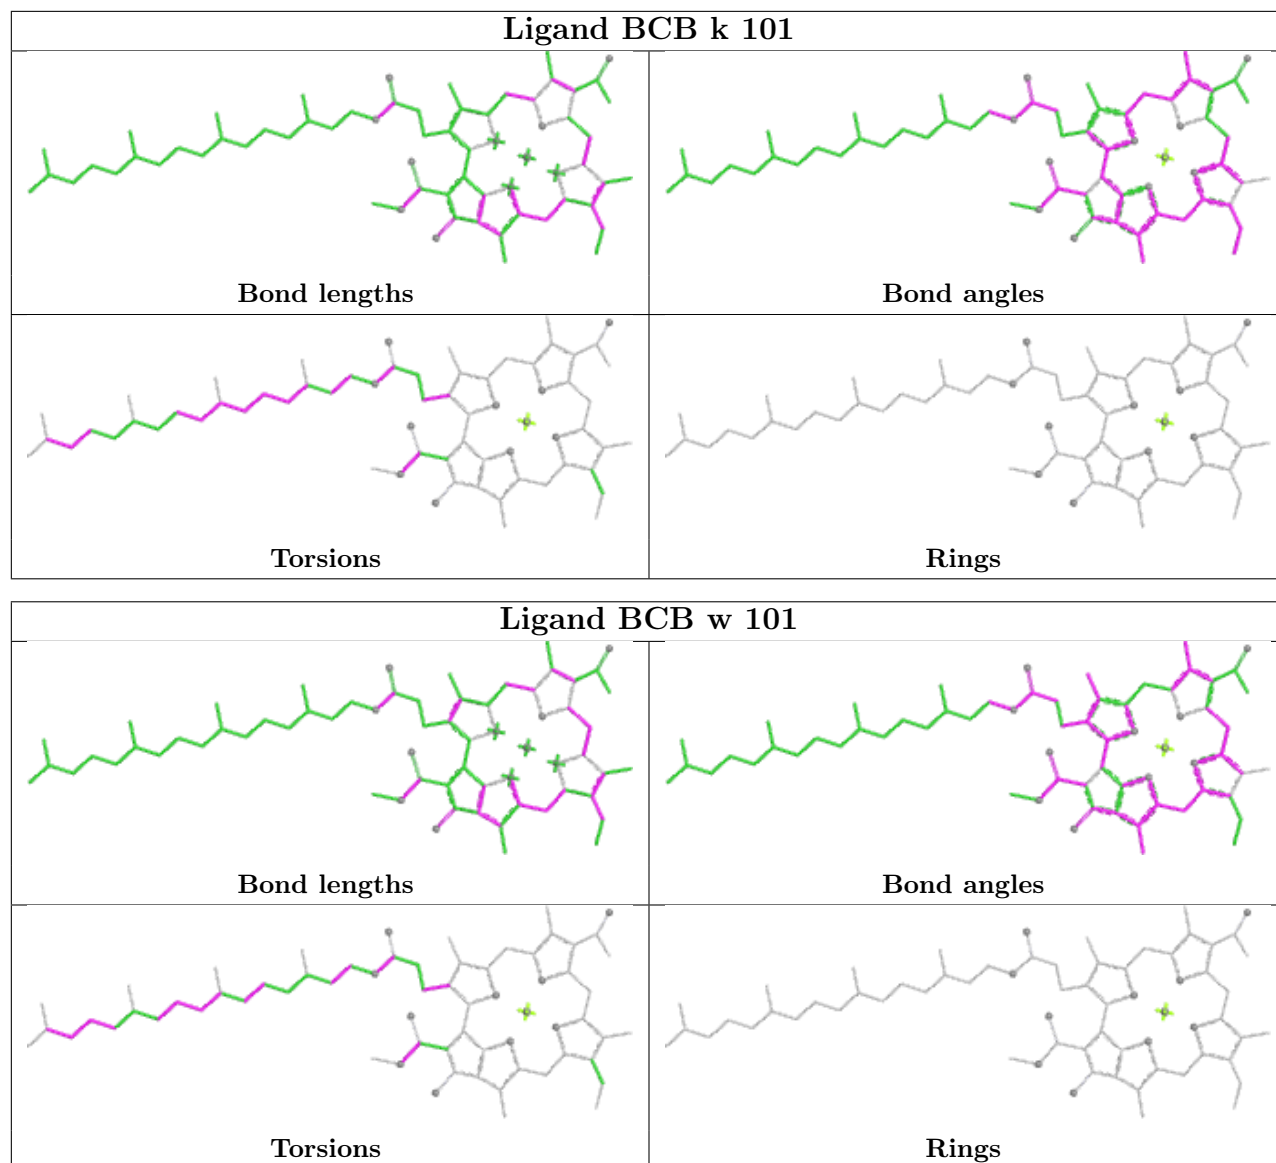 Ligand BCB k 101
Bond lengths
Bond angles
Torsions
Rings
Ligand BCB w 101
Bond lengths
Bond angles
Torsions
Rings